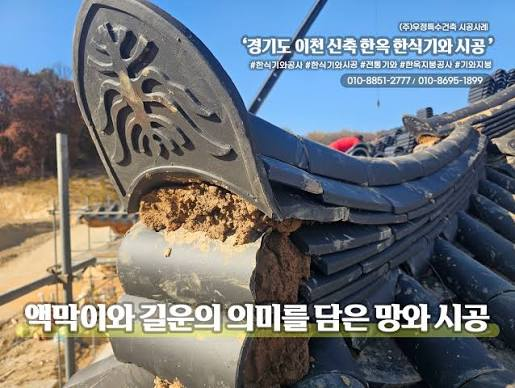 (주)우정특수건축 시공사례
'경기도 이천 신축 한옥 한식기와 시공'
#한식기와공사 #한식기와시공 #전통기와 #한옥지붕공사 #기와지붕
010-8851-2777 / 010-8695-1899
액막이와 길운의 의미를 담은 망와 시공